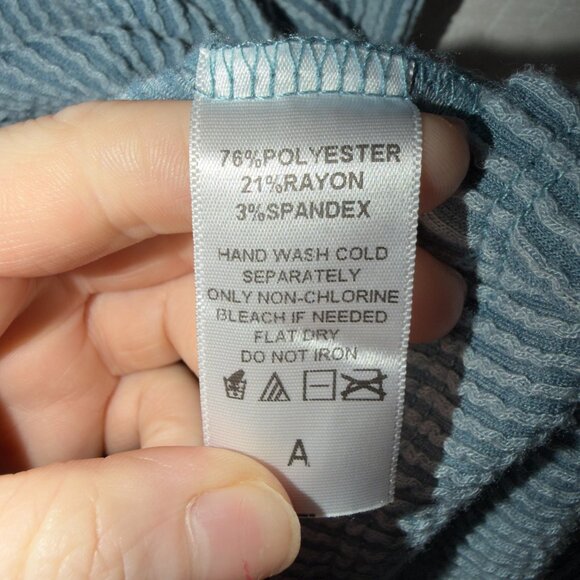 76%POLYESTER
21%RAYON
3%SPANDEX
HAND WASH COLD
SEPARATELY
ONLY NON-CHLORINE
BLEACH IF NEEDED
FLAT DRY
DO NOT IRON
A